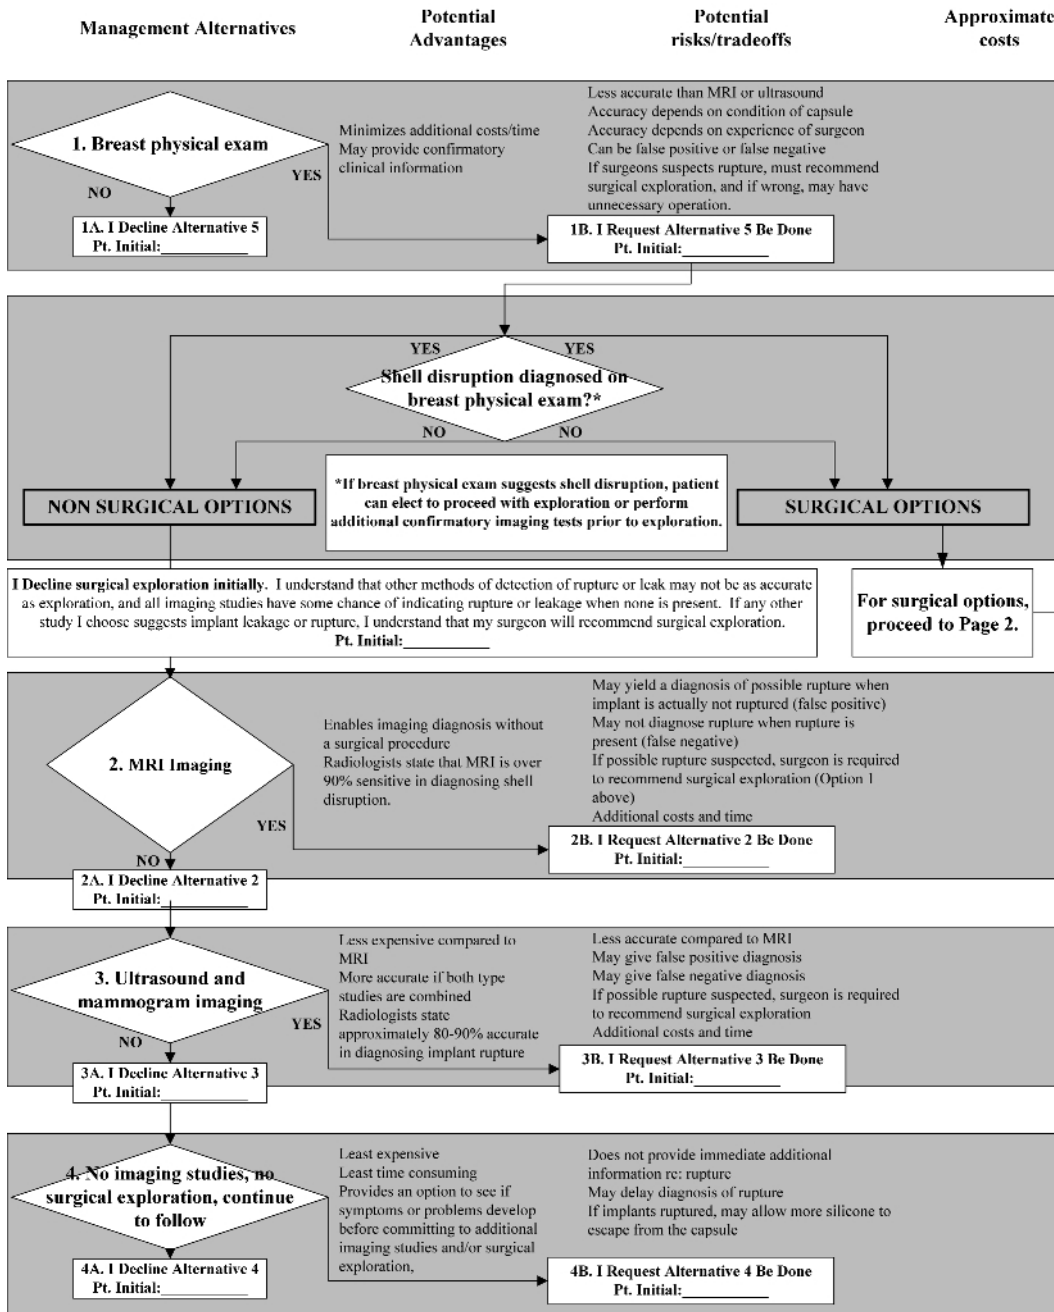 Management Alternatives
Potential
Advantages
Potential
risks/tradeoffs
Approximate
costs
1. Breast physical exam
YES
NO
Minimizes additional costs/time
May provide confirmatory
clinical information
Less accurate than MRI or ultrasound
Accuracy depends on condition of capsule
Accuracy depends on experience of surgeon
Can be false positive or false negative
If surgeons suspects rupture, must recommend
surgical exploration, and if wrong, may have
unnecessary operation.
1A. I Decline Alternative 5
Pt. Initial:____________
1B. I Request Alternative 5 Be Done
Pt. Initial:____________
YES
YES
Shell disruption diagnosed on
breast physical exam?*
NO
NO
NON SURGICAL OPTIONS
*If breast physical exam suggests shell disruption, patient
can elect to proceed with exploration or perform
additional confirmatory imaging tests prior to exploration.
SURGICAL OPTIONS
I Decline surgical exploration initially. I understand that other methods of detection of rupture or leak may not be as accurate
as exploration, and all imaging studies have some chance of indicating rupture or leakage when none is present. If any other
study I choose suggests implant leakage or rupture, I understand that my surgeon will recommend surgical exploration.
Pt. Initial:____________
For surgical options,
proceed to Page 2.
2. MRI Imaging
YES
NO
Enables imaging diagnosis without
a surgical procedure
Radiologists state that MRI is over
90% sensitive in diagnosing shell
disruption.
May yield a diagnosis of possible rupture when
implant is actually not ruptured (false positive)
May not diagnose rupture when rupture is
present (false negative)
If possible rupture suspected, surgeon is required
to recommend surgical exploration (Option 1
above)
Additional costs and time
2A. I Decline Alternative 2
Pt. Initial:____________
2B. I Request Alternative 2 Be Done
Pt. Initial:____________
3. Ultrasound and
mammogram imaging
YES
NO
Less expensive compared to
MRI
More accurate if both type
studies are combined
Radiologists state
approximately 80-90% accurate
in diagnosing implant rupture
Less accurate compared to MRI
May give false positive diagnosis
May give false negative diagnosis
If possible rupture suspected, surgeon is required
to recommend surgical exploration
Additional costs and time
3A. I Decline Alternative 3
Pt. Initial:____________
3B. I Request Alternative 3 Be Done
Pt. Initial:____________
4. No imaging studies, no
surgical exploration, continue
to follow
Least expensive
Least time consuming
Provides an option to see if
symptoms or problems develop
before committing to additional
imaging studies and/or surgical
exploration,
Does not provide immediate additional
information re: rupture
May delay diagnosis of rupture
If implants ruptured, may allow more silicone to
escape from the capsule
4A. I Decline Alternative 4
Pt. Initial:____________
4B. I Request Alternative 4 Be Done
Pt. Initial:____________